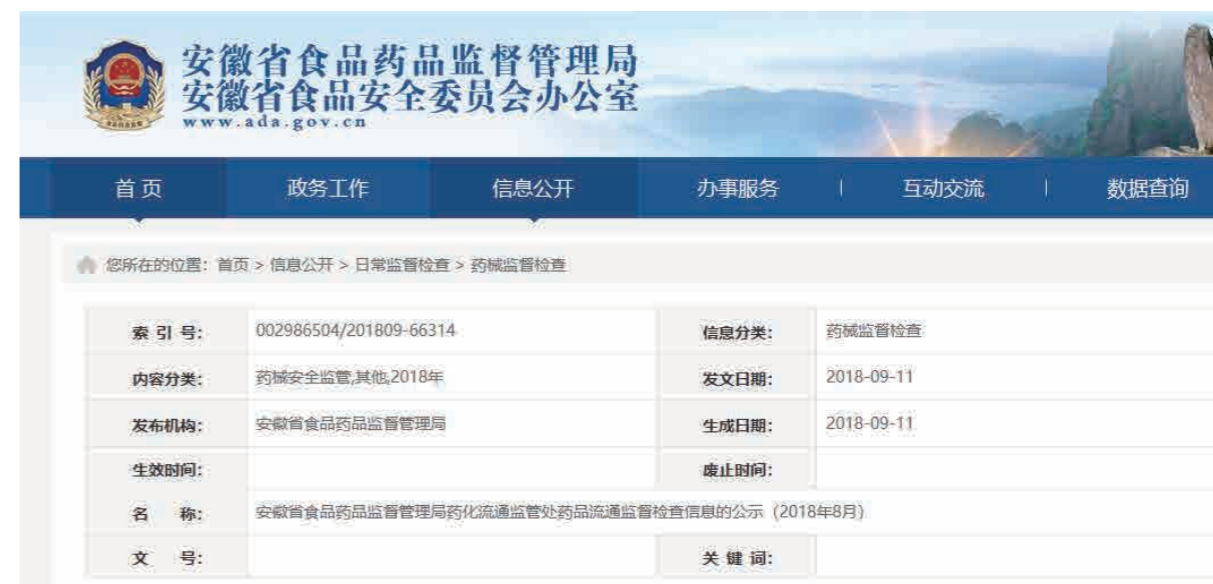 安徽省食品药品监督管理局
安徽省食品安全委员会办公室
www.ada.gov.cn
首页 政务工作 信息公开 办事服务 互动交流 数据查询
您所在的位置：首页 > 信息公开 > 日常监督检查 > 药械监督检查
索引号： 002986504/201809-66314 信息分类： 药械监督检查
内容分类： 药械安全监管,其他,2018年 发文日期： 2018-09-11
发布机构： 安徽省食品药品监督管理局 生成日期： 2018-09-11
生效时间： 废止时间：
名 称： 安徽省食品药品监督管理局药化流通监管处药品流通监督检查信息的公示（2018年8月）
文 号： 关键词：